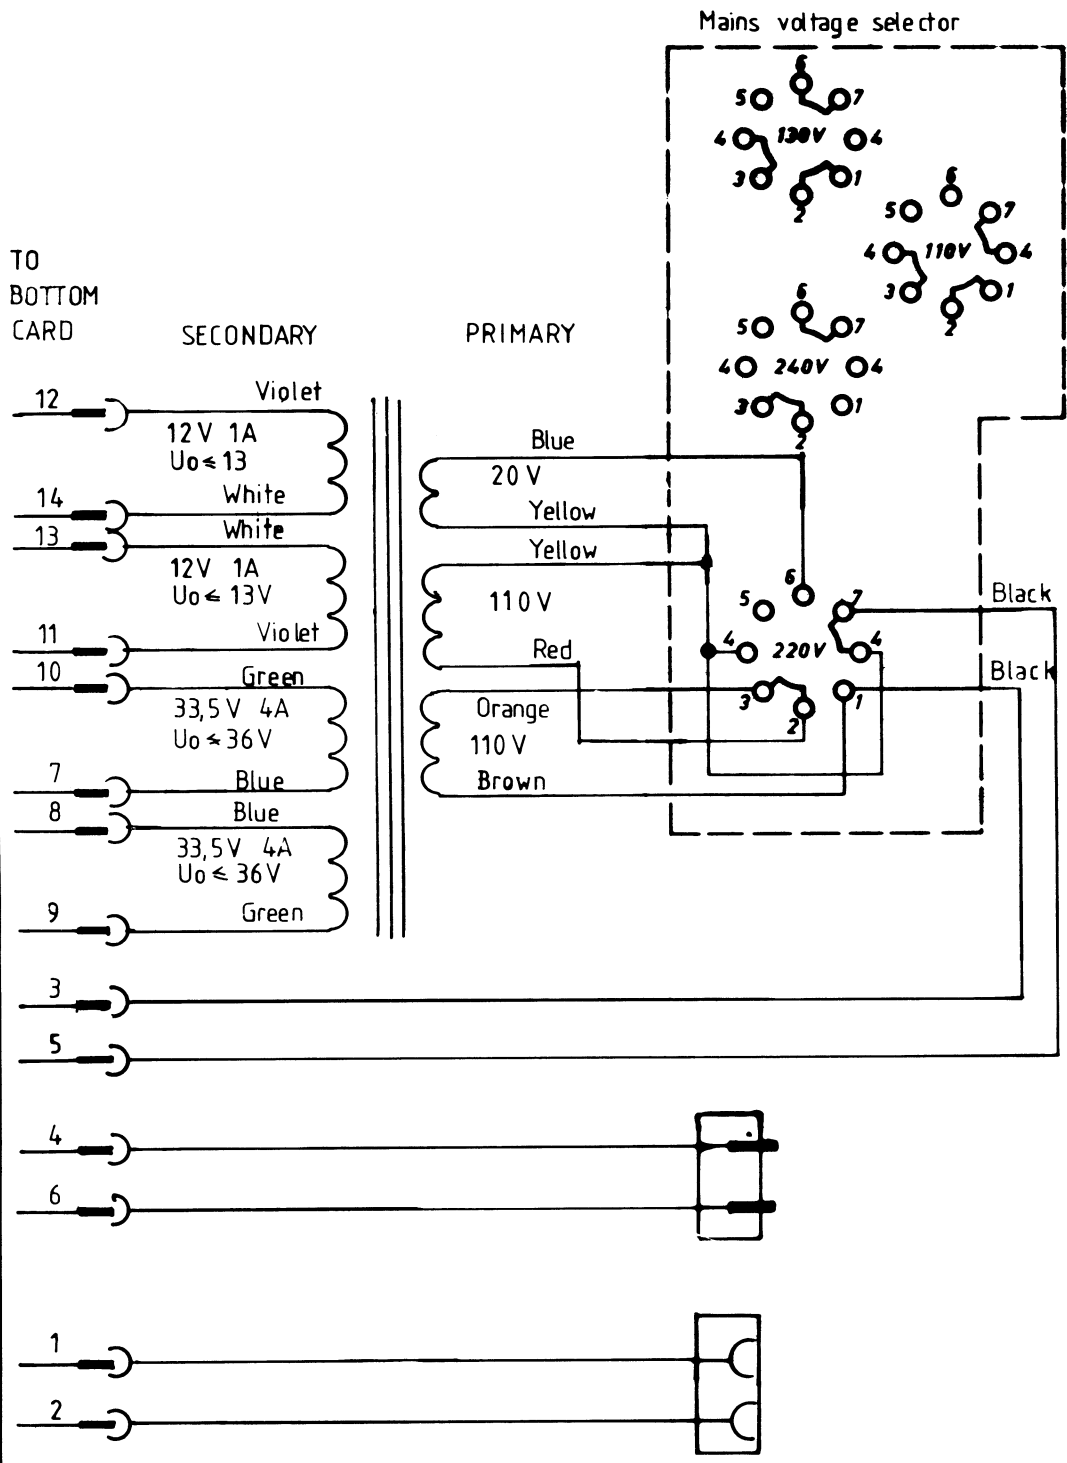 Mains voltage selector
6
5 7
4 130V 4
3 1
2
6
5 7
4 110V 4
3 1
2
6
5 7
4 240V 4
3 1
2
TO
BOTTOM
CARD
SECONDARY
PRIMARY
12
Violet
12V 1A
Uo≤13
14
White
13
White
12V 1A
Uo≤13V
11
Violet
10
Green
33,5V 4A
Uo≤36V
7
Blue
8
Blue
33,5V 4A
Uo≤36V
9
Green
Blue
20V
Yellow
Yellow
110V
Red
Orange
110V
Brown
6
5 7
4 220V 4
3 1
2
Black
Black
3
5
4
6
1
2